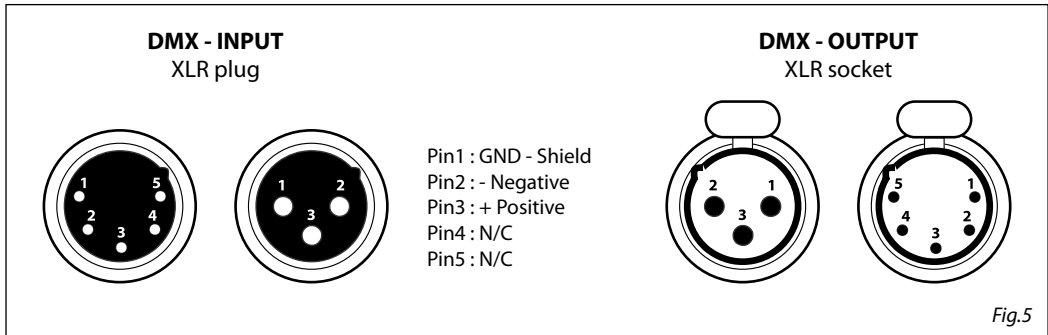 DMX - INPUT
XLR plug
DMX - OUTPUT
XLR socket
1 5
2 4
3
1 2
3
Pin1 : GND - Shield
Pin2 : - Negative
Pin3 : + Positive
Pin4 : N/C
Pin5 : N/C
2 1
3
5 1
4 2
3
Fig.5